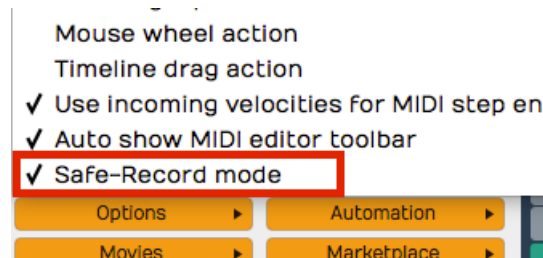 Mouse wheel action
Timeline drag action
✓ Use incoming velocities for MIDI step en
✓ Auto show MIDI editor toolbar
✓ Safe-Record mode
Options Automation
Movies Marketplace